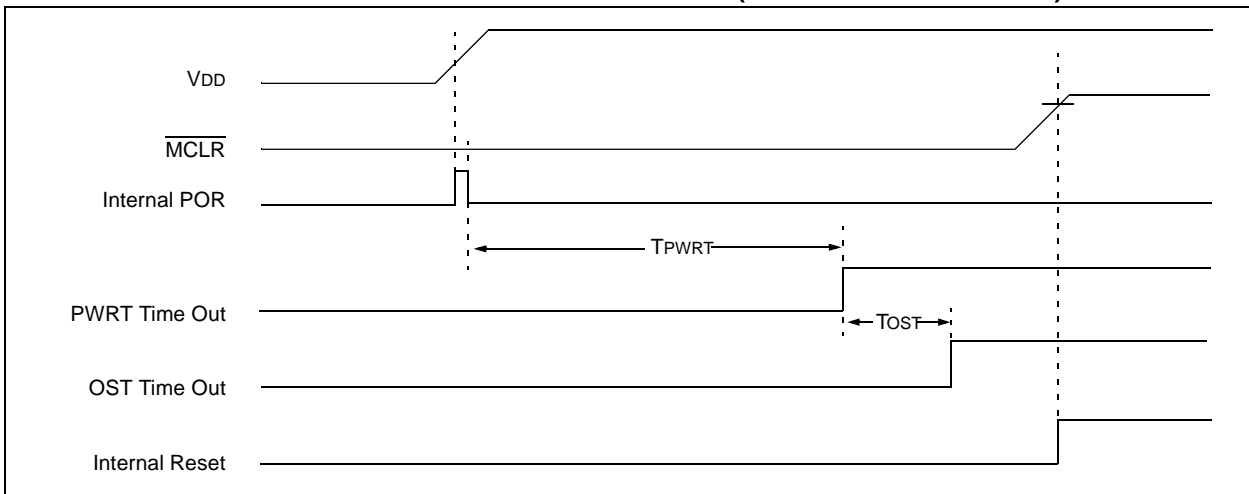 VDD
MCLR
Internal POR
TPWRT
PWRT Time Out
TOST
OST Time Out
Internal Reset